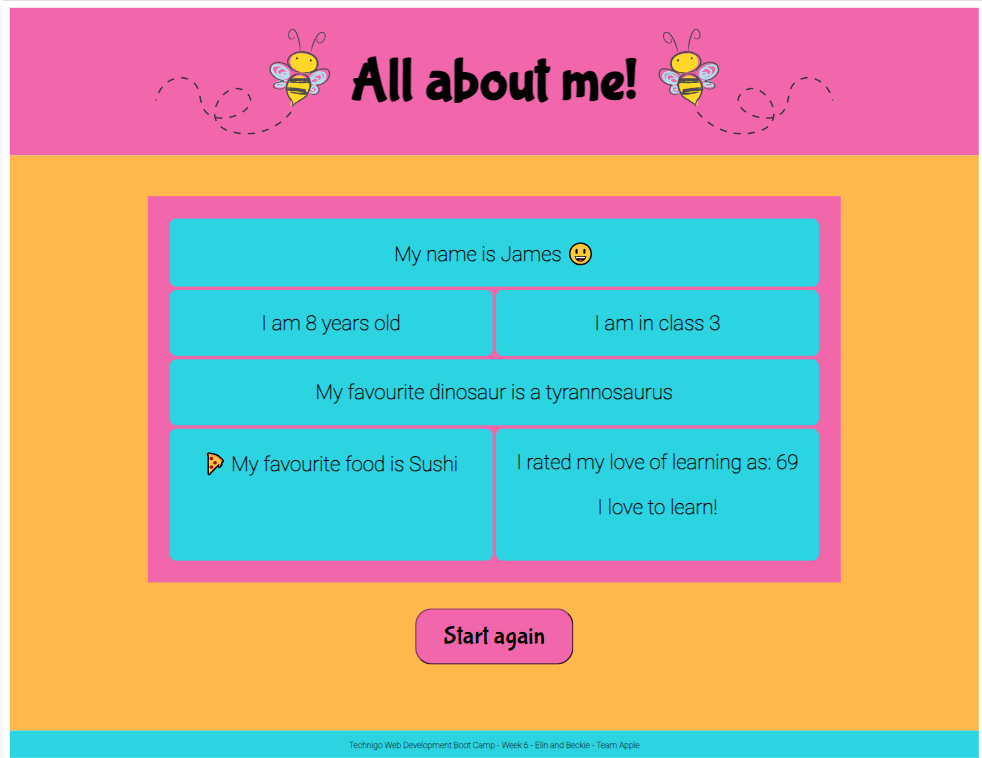 All about me!
My name is James 😃
I am 8 years old
I am in class 3
My favourite dinosaur is a tyrannosaurus
🍕 My favourite food is Sushi
I rated my love of learning as: 69
I love to learn!
Start again
Technigo Web Development Boot Camp - Week 6 - Elin and Beckie - Team Apple